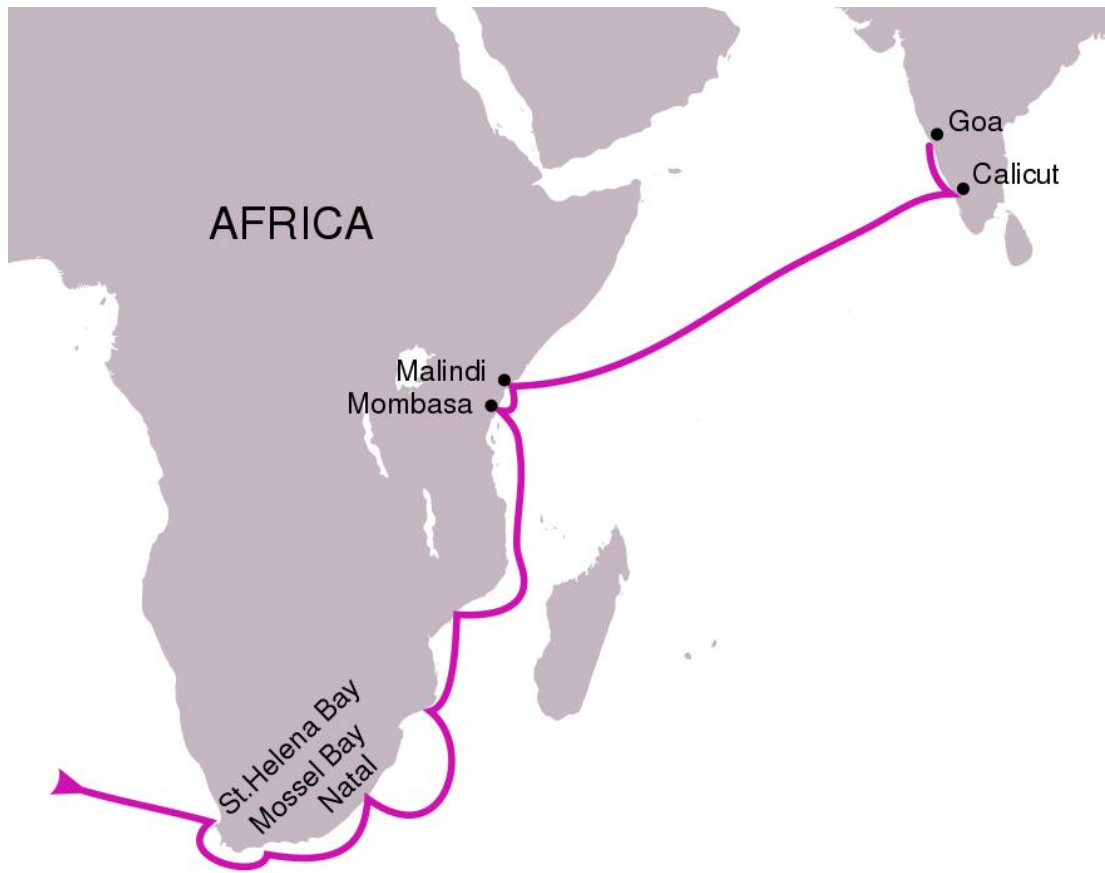 Goa
Calicut
AFRICA
Malindi
Mombasa
St.Helena Bay
Mossel Bay
Natal